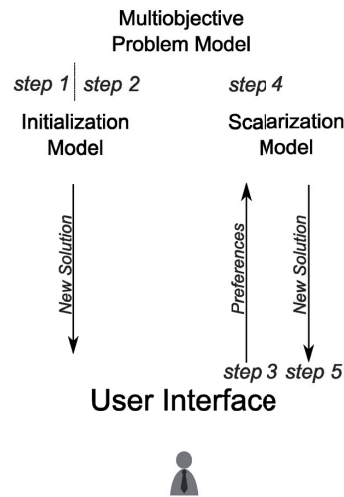 Multiobjective
Problem Model
step 1 step 2
step 4
Initialization
Model
Scalarization
Model
New Solution
Preferences
New Solution
step 3 step 5
User Interface